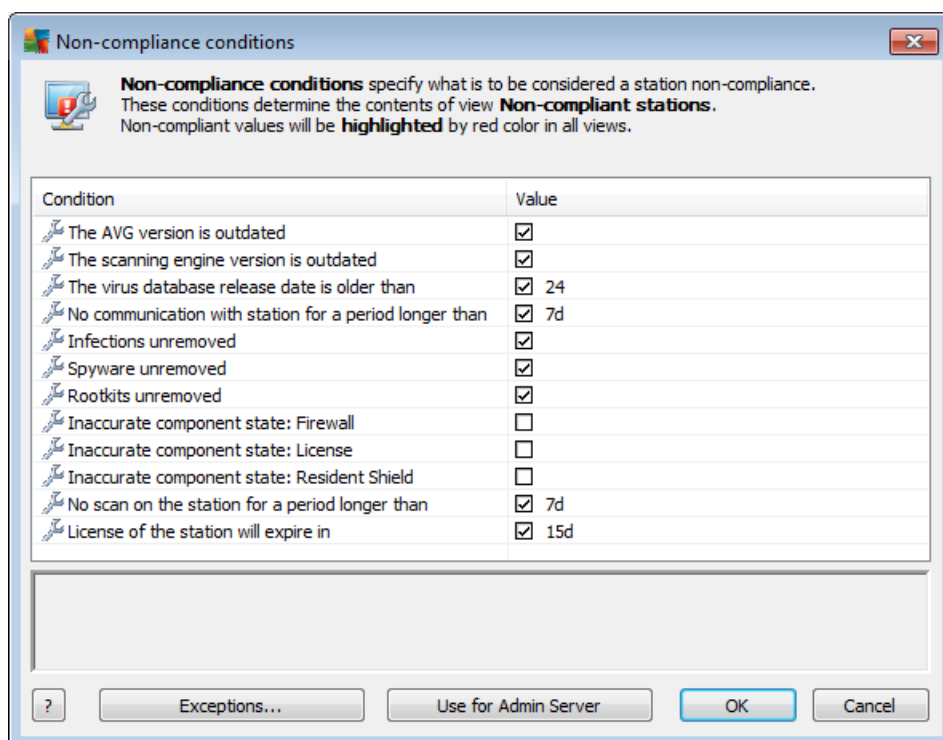 Non-compliance conditions
Non-compliance conditions specify what is to be considered a station non-compliance.
These conditions determine the contents of view Non-compliant stations.
Non-compliant values will be highlighted by red color in all views.
Condition Value
The AVG version is outdated
The scanning engine version is outdated
The virus database release date is older than 24
No communication with station for a period longer than 7d
Infections unremoved
Spyware unremoved
Rootkits unremoved
Inaccurate component state: Firewall
Inaccurate component state: License
Inaccurate component state: Resident Shield
No scan on the station for a period longer than 7d
License of the station will expire in 15d
? Exceptions... Use for Admin Server OK Cancel